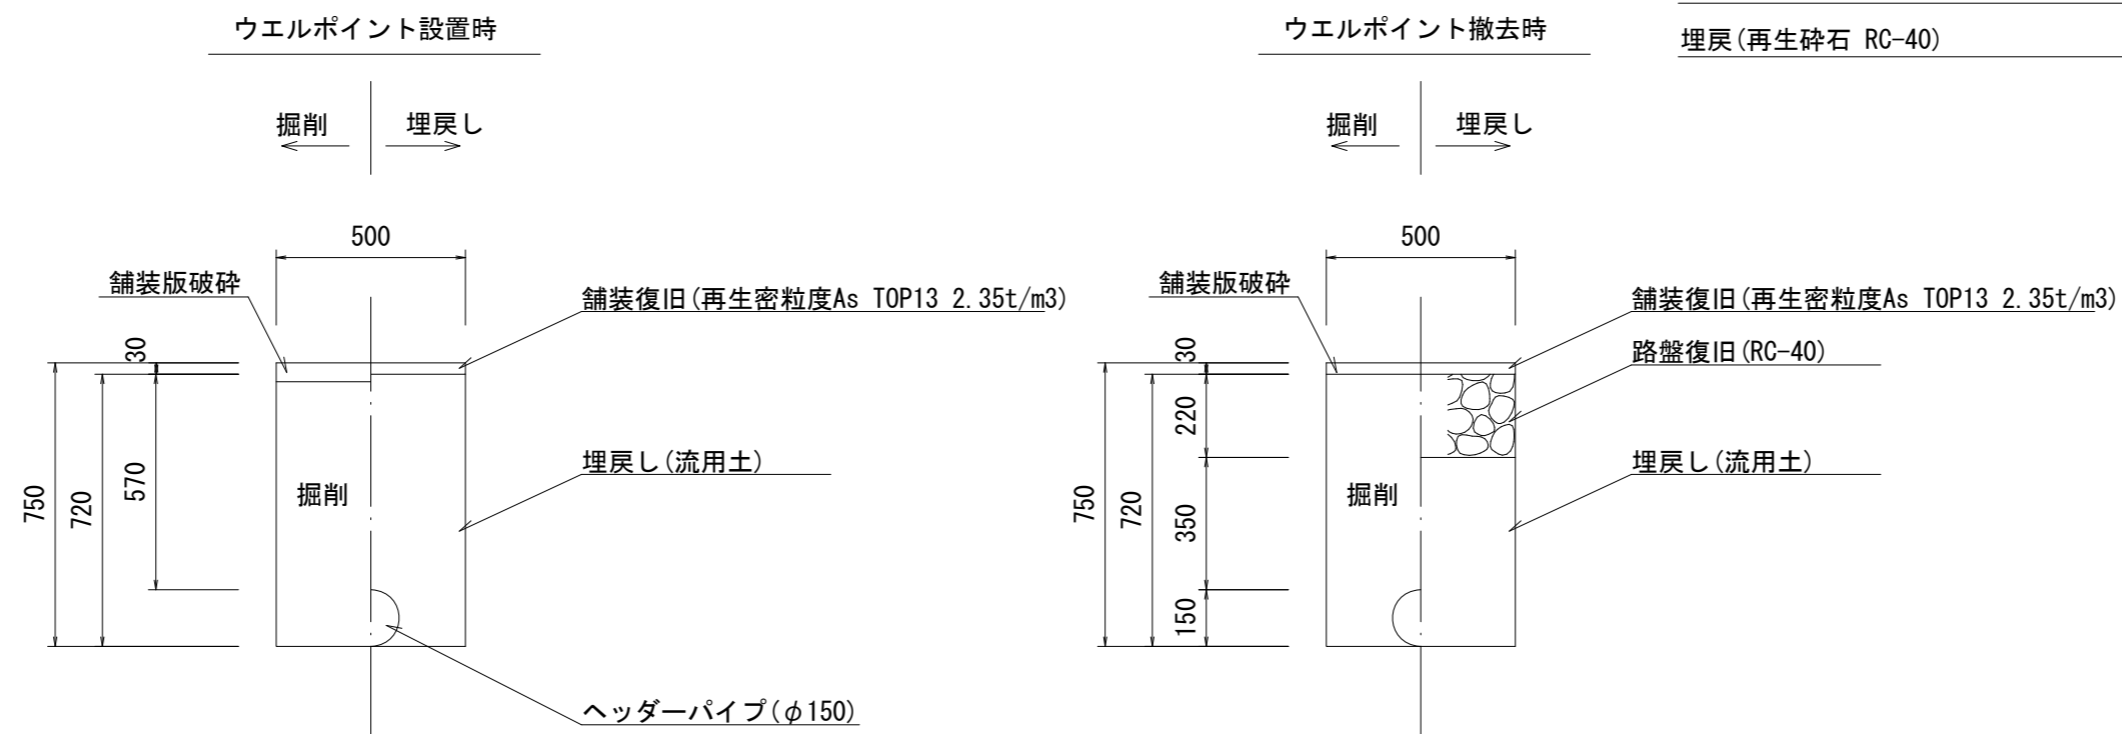 ウエルポイント設置時
掘削
埋戻し
500
舗装版破砕
舗装復旧(再生密粒度As TOP13 2.35t/m3)
30
750
720
570
掘削
埋戻し(流用土)
ヘッダーパイプ(φ150)
ウエルポイント撤去時
掘削
埋戻し
500
舗装版破砕
舗装復旧(再生密粒度As TOP13 2.35t/m3)
路盤復旧(RC-40)
30
220
750
720
350
150
掘削
埋戻し(流用土)
埋戻(再生砕石 RC-40)